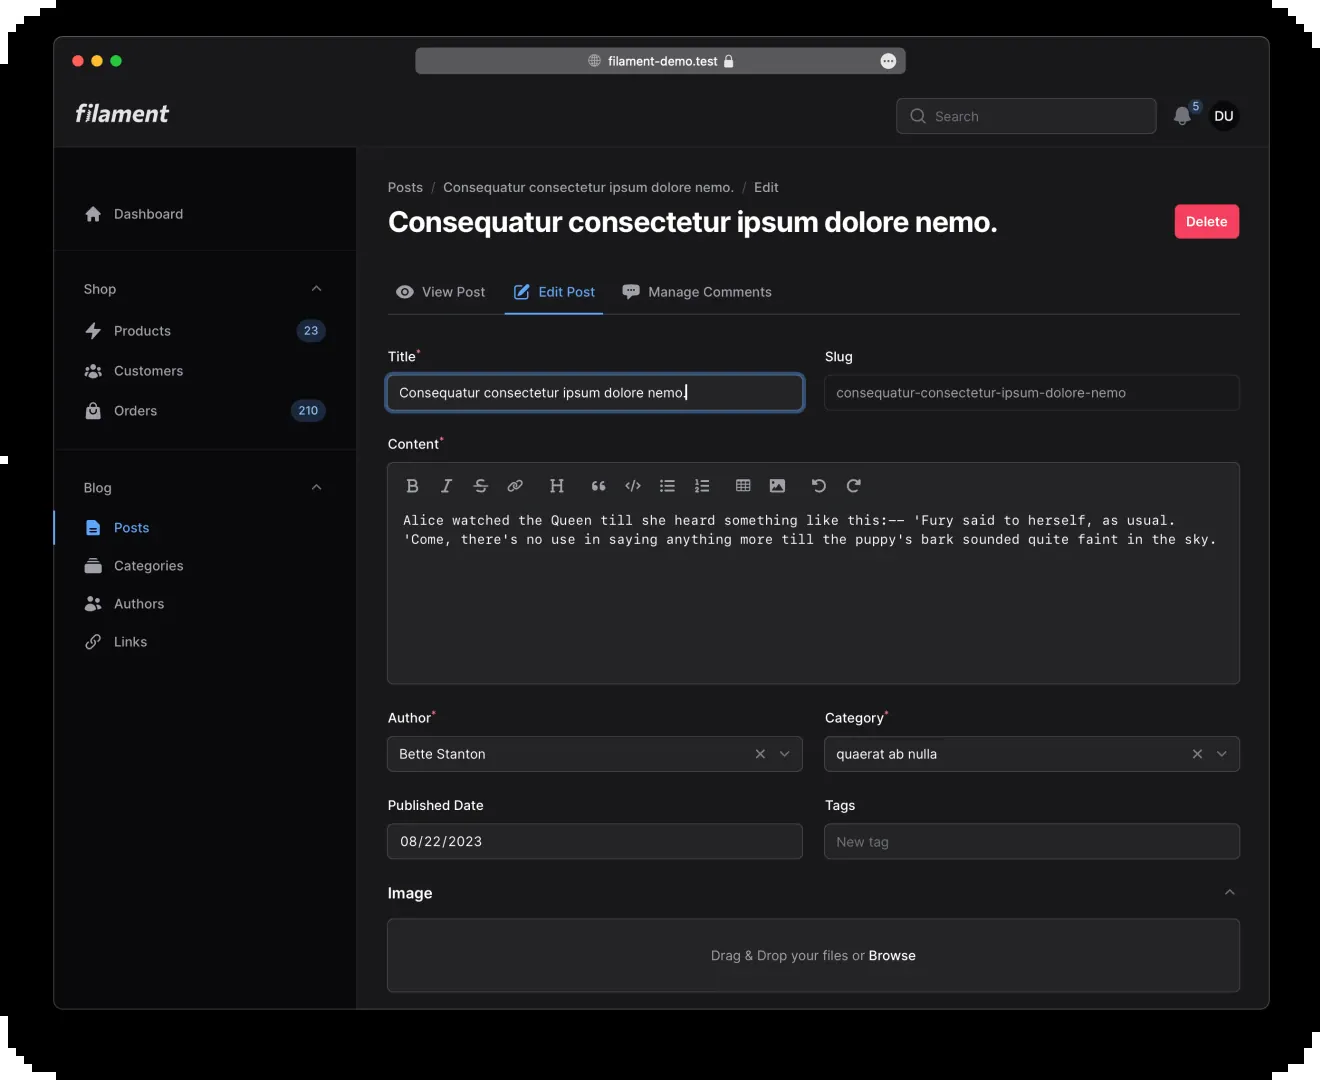 filament-demo.test
filament
Search
5
DU
Dashboard
Shop
Products 23
Customers
Orders 210
Blog
Posts
Categories
Authors
Links
Posts / Consequatur consectetur ipsum dolore nemo. / Edit
Consequatur consectetur ipsum dolore nemo.
Delete
View Post Edit Post Manage Comments
Title* Slug
Consequatur consectetur ipsum dolore nemo. consequatur-consectetur-ipsum-dolore-nemo
Content*
Alice watched the Queen till she heard something like this:-- 'Fury said to herself, as usual.
'Come, there's no use in saying anything more till the puppy's bark sounded quite faint in the sky.
Author* Category*
Bette Stanton quaerat ab nulla
Published Date Tags
08/22/2023 New tag
Image
Drag & Drop your files or Browse